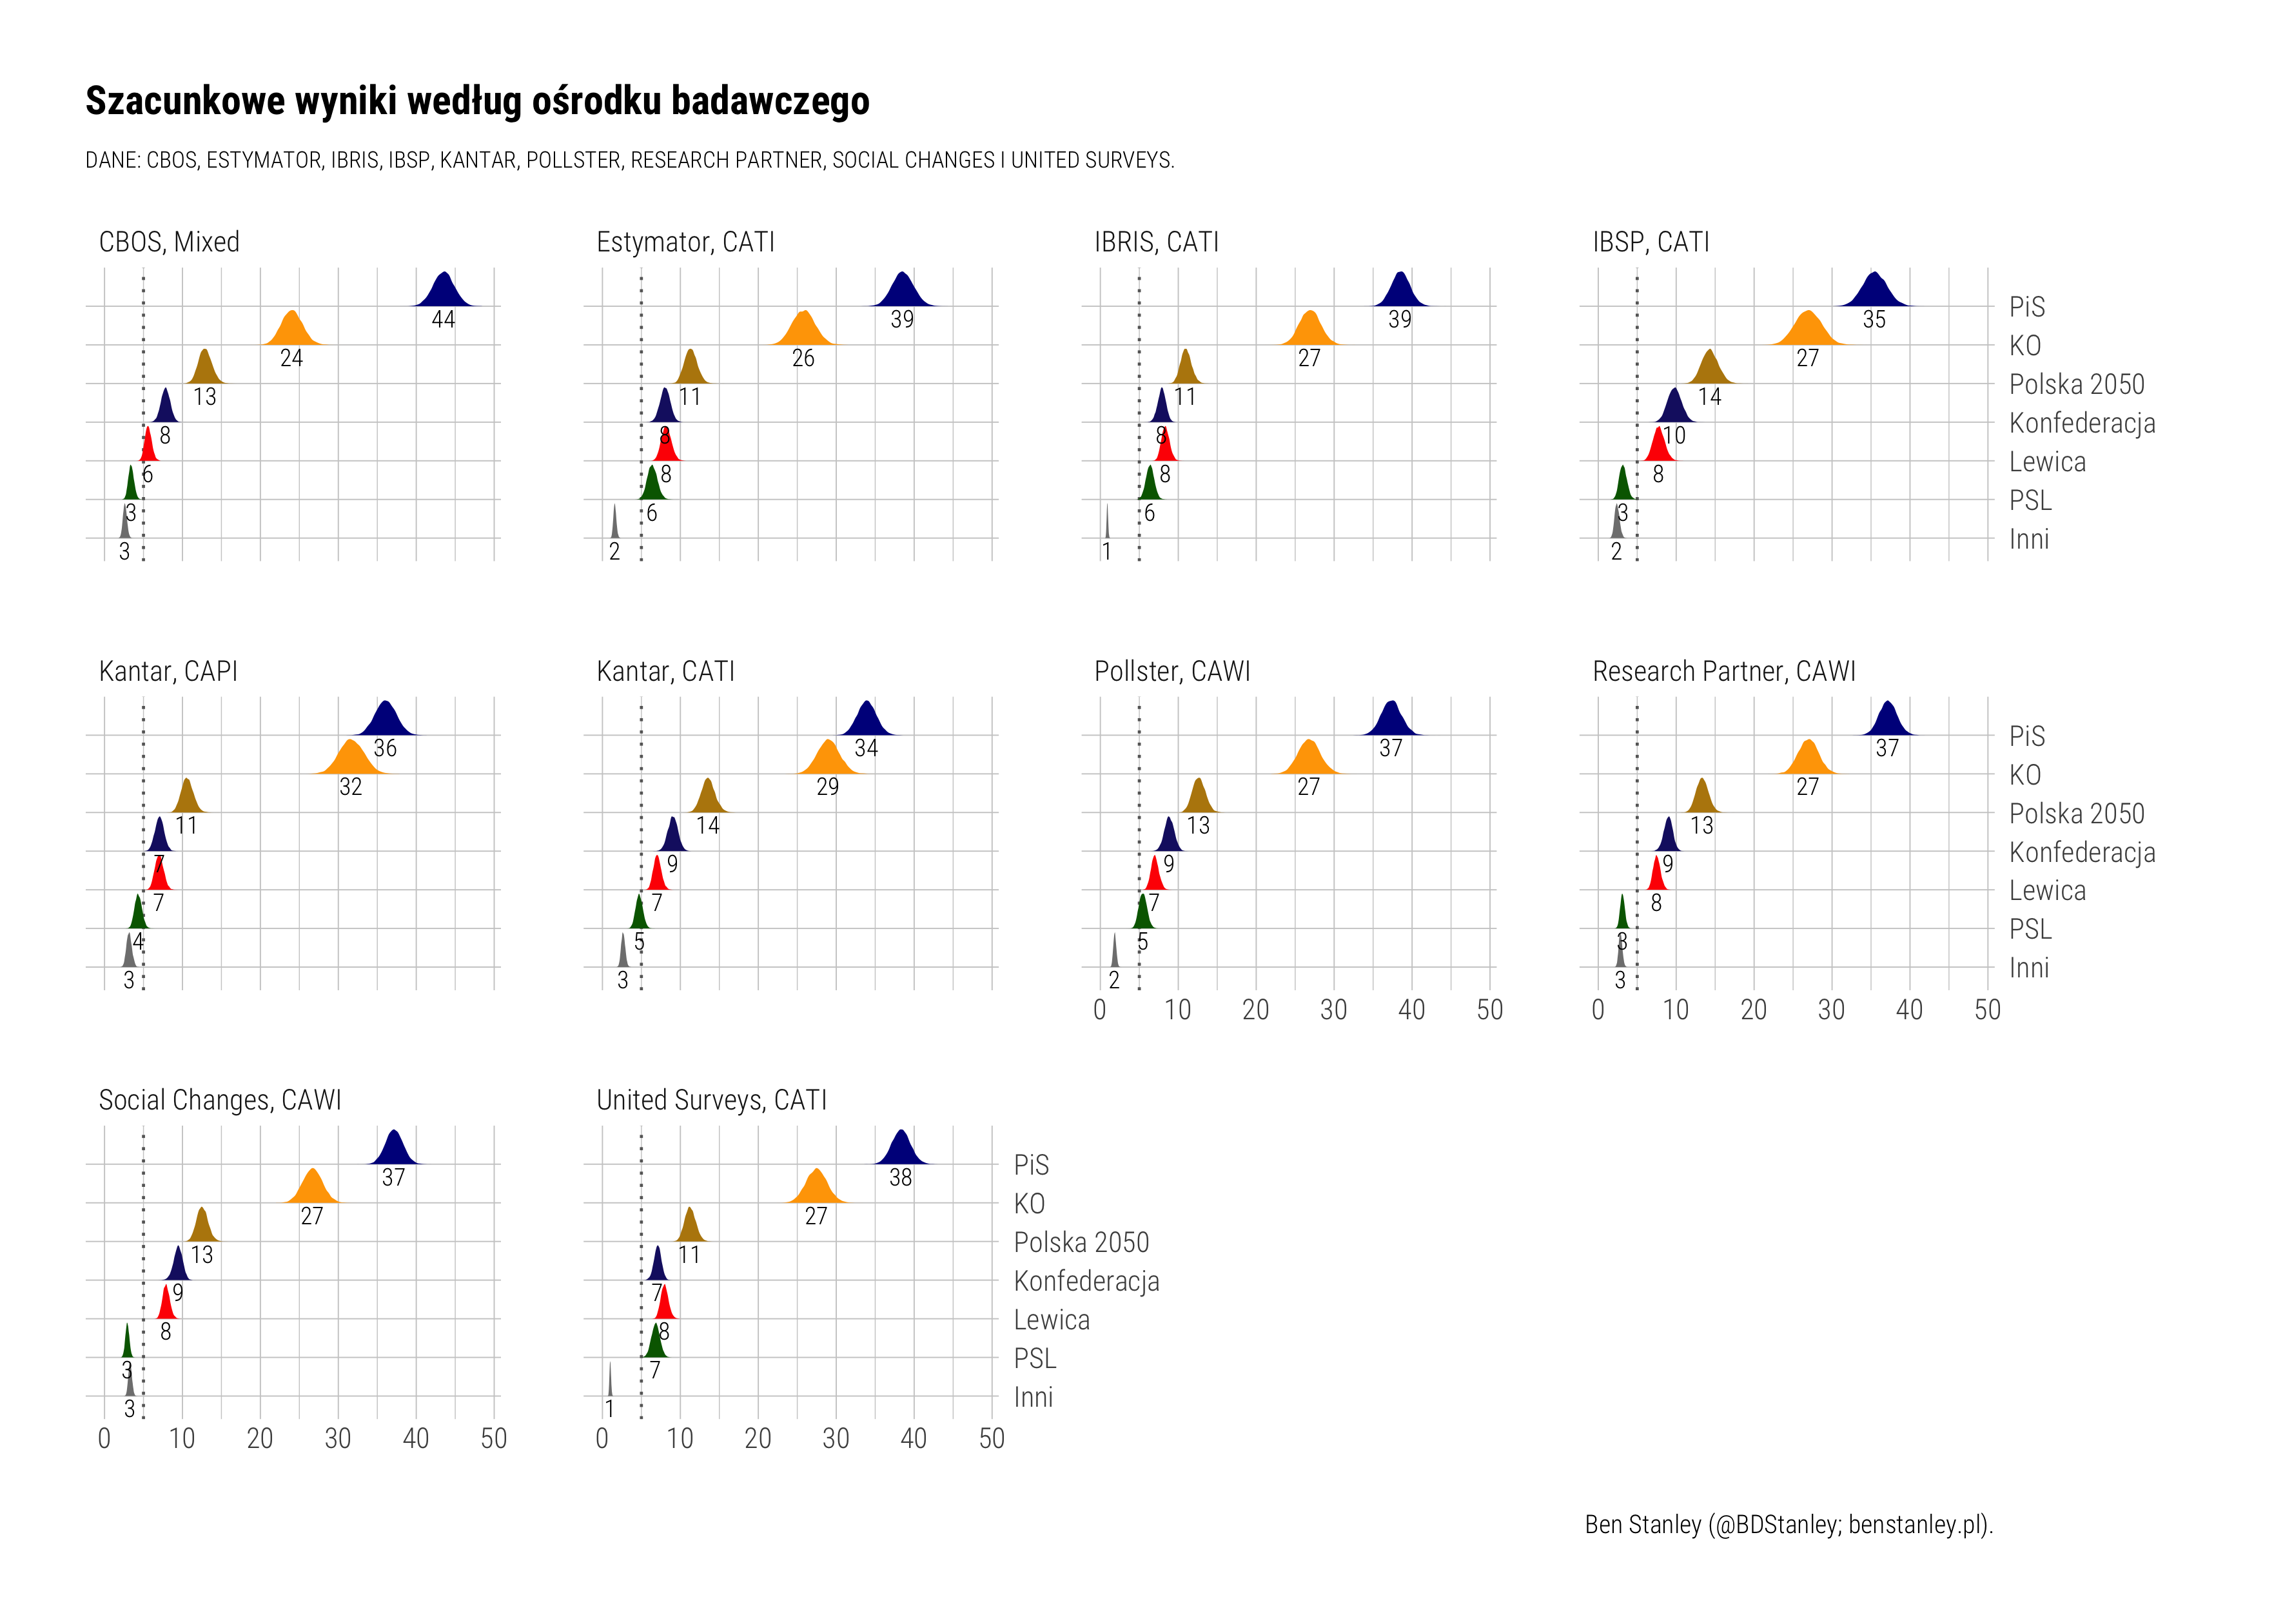 Szacunkowe wyniki według ośrodku badawczego
DANE: CBOS, ESTYMATOR, IBRIS, IBSP, KANTAR, POLLSTER, RESEARCH PARTNER, SOCIAL CHANGES I UNITED SURVEYS.
CBOS, Mixed
44
24
13
8
6
3
3
Estymator, CATI
39
26
11
8
8
6
2
IBRIS, CATI
39
27
11
8
8
6
1
IBSP, CATI
35
27
14
10
8
3
2
PiS
KO
Polska 2050
Konfederacja
Lewica
PSL
Inni
Kantar, CAPI
36
32
11
7
7
4
3
Kantar, CATI
34
29
14
9
7
5
3
Pollster, CAWI
37
27
13
9
7
5
2
0 10 20 30 40 50
Research Partner, CAWI
37
27
13
9
8
3
3
0 10 20 30 40 50
PiS
KO
Polska 2050
Konfederacja
Lewica
PSL
Inni
Social Changes, CAWI
37
27
13
9
8
3
3
0 10 20 30 40 50
United Surveys, CATI
38
27
11
7
8
7
1
0 10 20 30 40 50
PiS
KO
Polska 2050
Konfederacja
Lewica
PSL
Inni
Ben Stanley (@BDStanley; benstanley.pl).